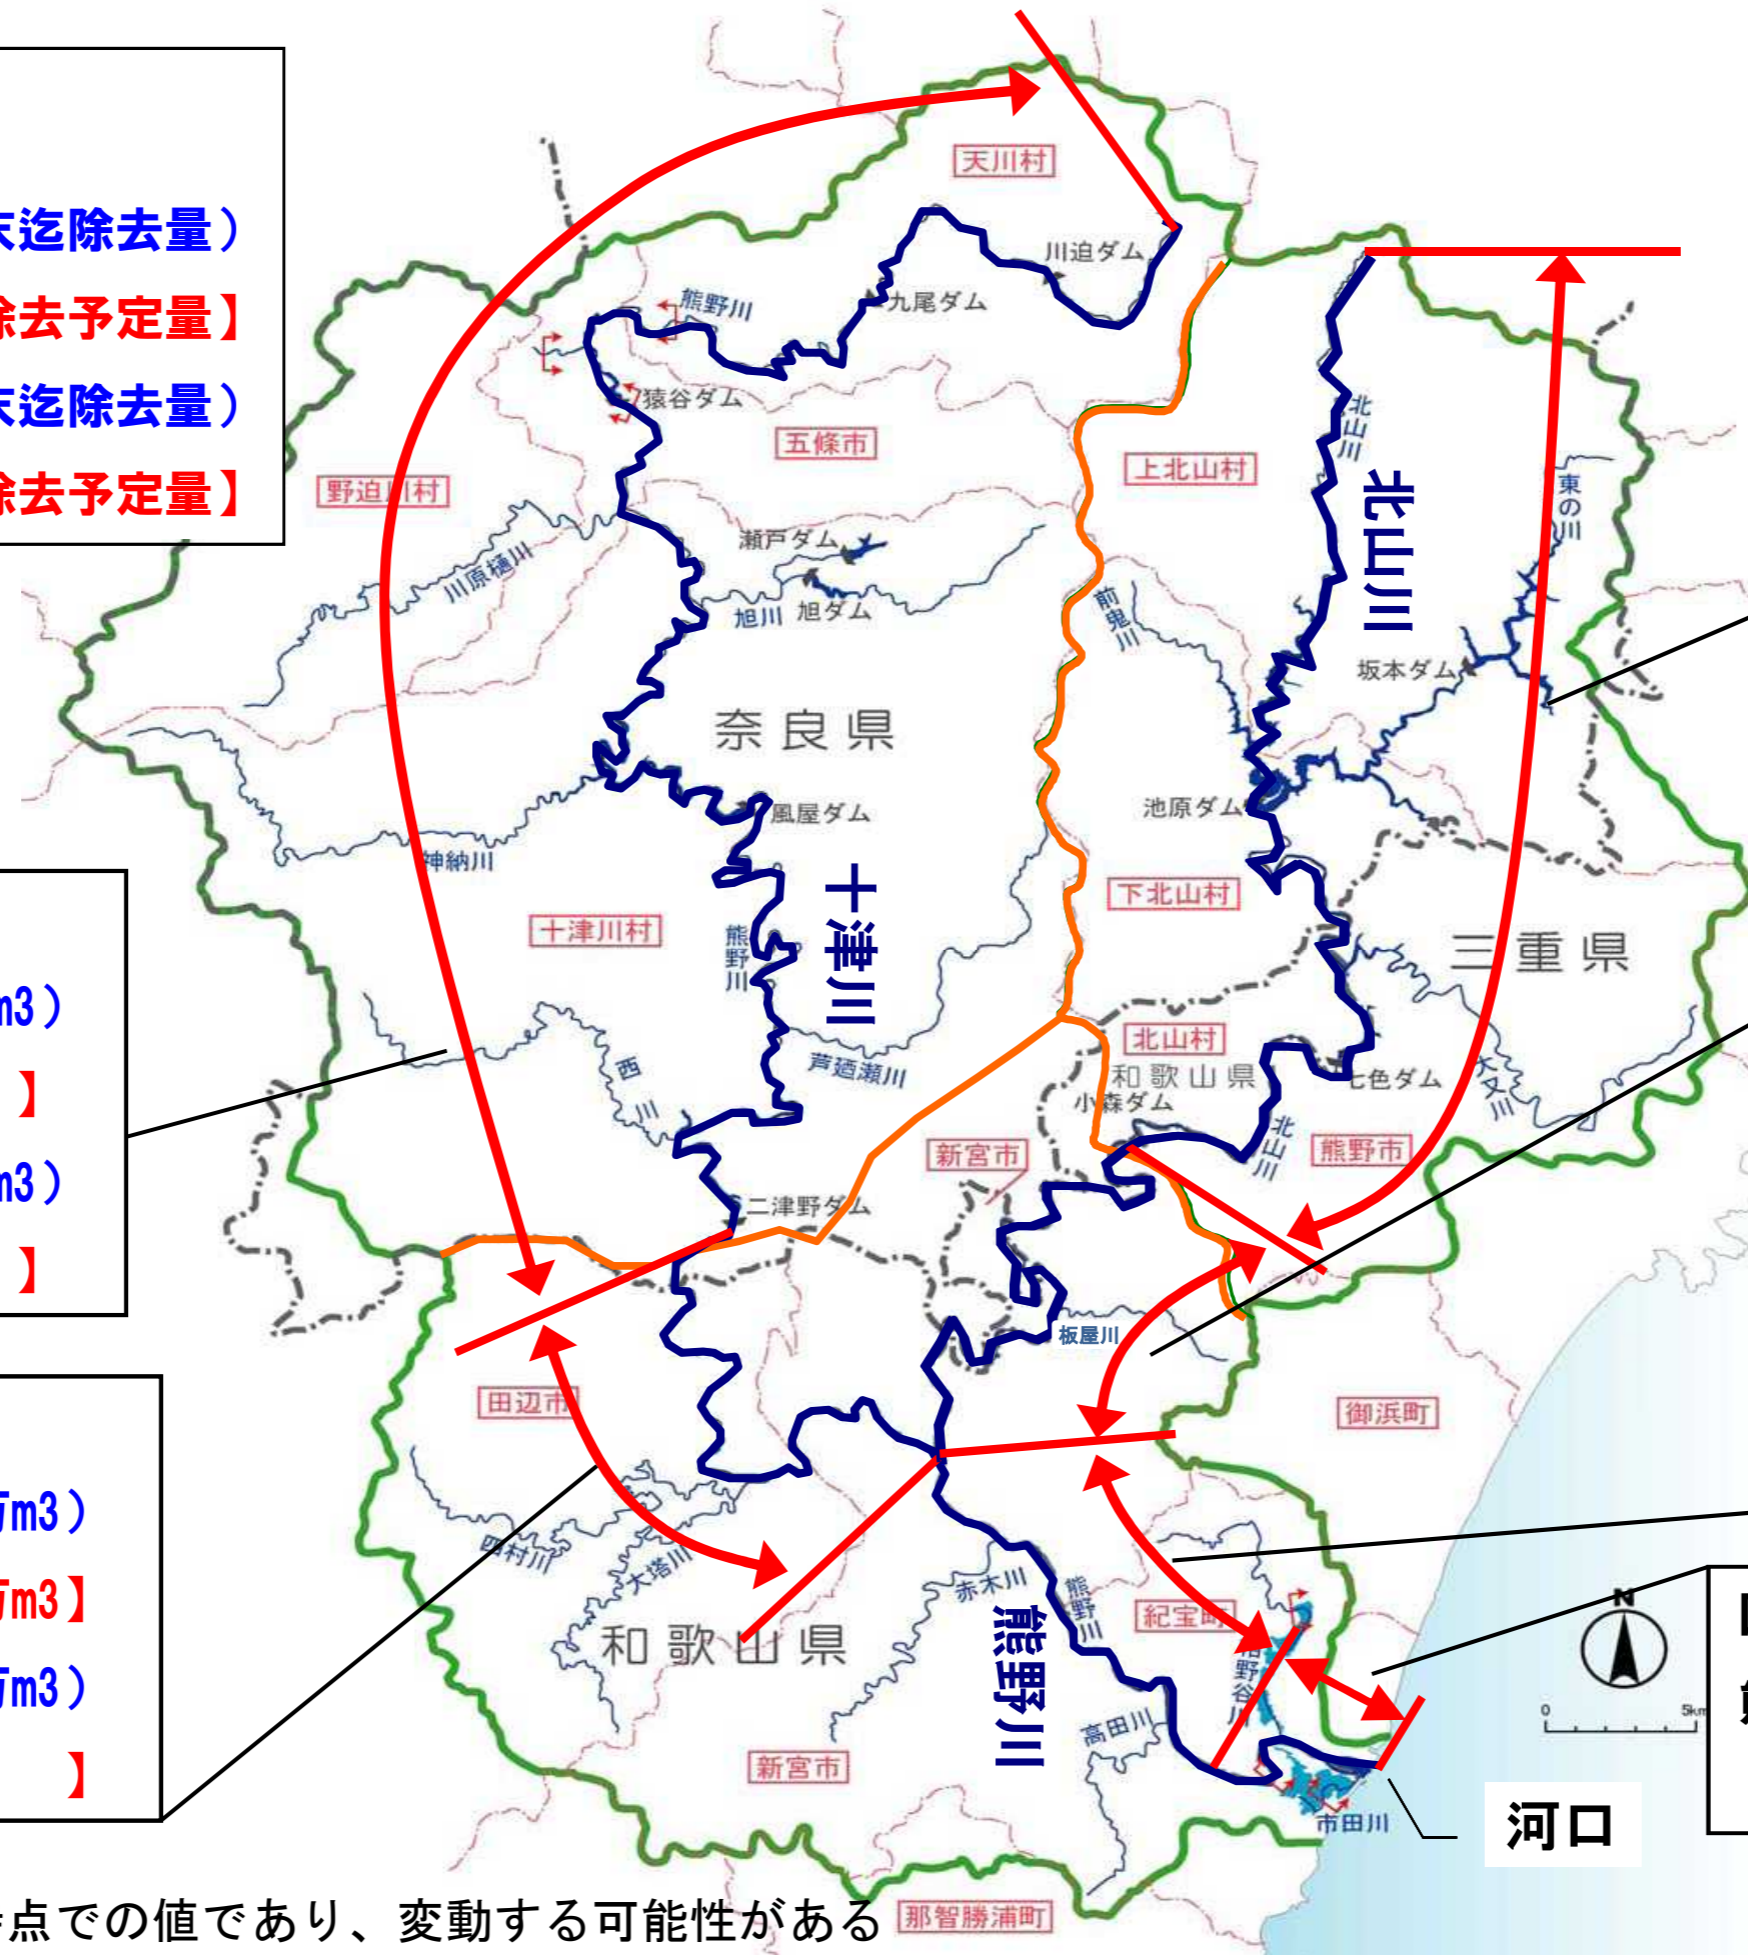 末迄除去量）
除去予定量】
末迄除去量）
除去予定量】
天川村
川迫ダム
九尾ダム
熊野川
猿谷ダム
五條市
野迫川村
上北山村
北山川
北山川
東の川
瀬戸ダム
川原樋川
旭川
旭ダム
前鬼川
坂本ダム
奈良県
池原ダム
風屋ダム
神納川
十津川
下北山村
十津川村
熊野川
三重県
m3）
】
m3）
】
西川
芦廼瀬川
北山村
和歌山県
七色ダム
小森ダム
大又川
北山川
新宮市
熊野市
二津野ダム
板屋川
田辺市
御浜町
万m3）
万m3】
万m3）
】
四村川
大塔川
赤木川
熊野川
熊野川
紀宝町
相野谷川
和歌山県
高田川
新宮市
N
0
5km
河口
市田川
点での値であり、変動する可能性がある
那智勝浦町